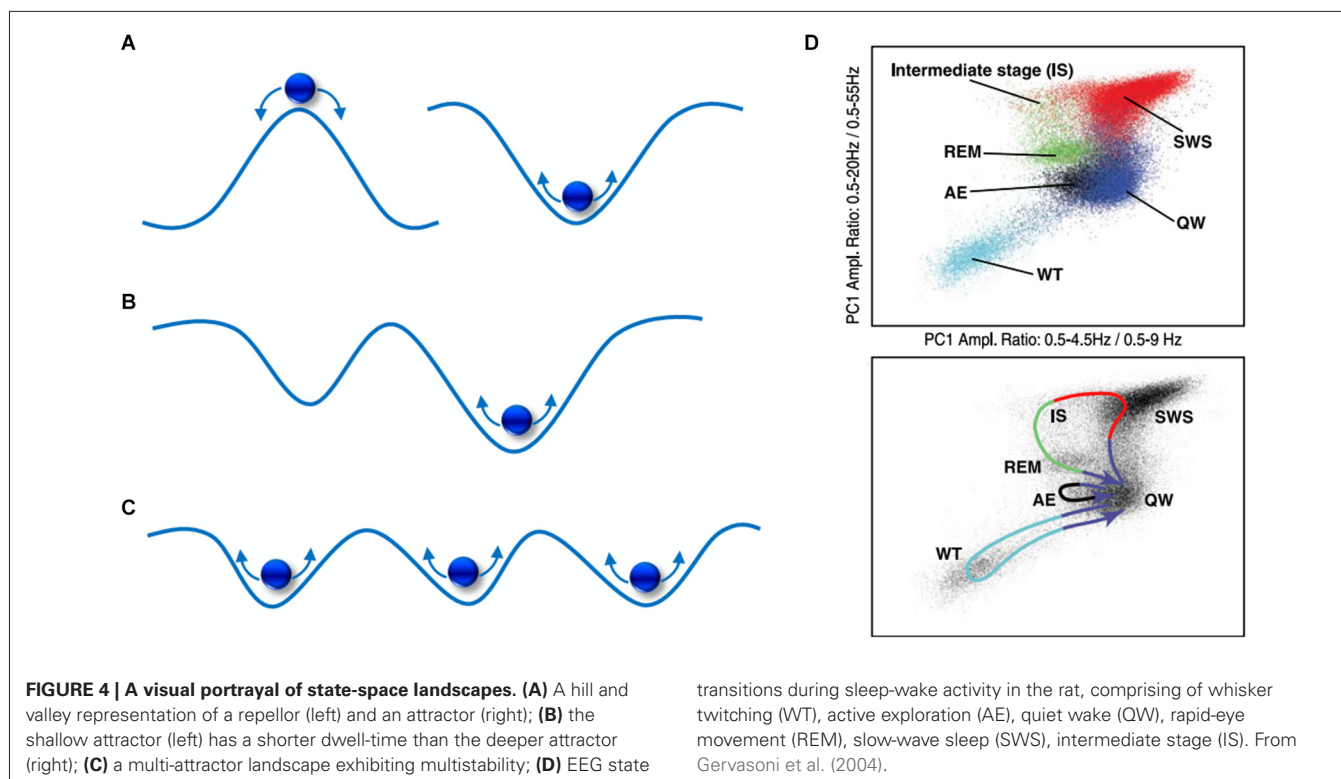 A
D
Intermediate stage (IS)
SWS
REM
AE
QW
WT
PC1 Ampl. Ratio: 0.5-20Hz / 0.5-55Hz
PC1 Ampl. Ratio: 0.5-4.5Hz / 0.5-9 Hz
B
C
IS
SWS
REM
AE
QW
WT
FIGURE 4 | A visual portrayal of state-space landscapes. (A) A hill and
valley representation of a repellor (left) and an attractor (right); (B) the
shallow attractor (left) has a shorter dwell-time than the deeper attractor
(right); (C) a multi-attractor landscape exhibiting multistability; (D) EEG state
transitions during sleep-wake activity in the rat, comprising of whisker
twitching (WT), active exploration (AE), quiet wake (QW), rapid-eye
movement (REM), slow-wave sleep (SWS), intermediate stage (IS). From
Gervasoni et al. (2004).